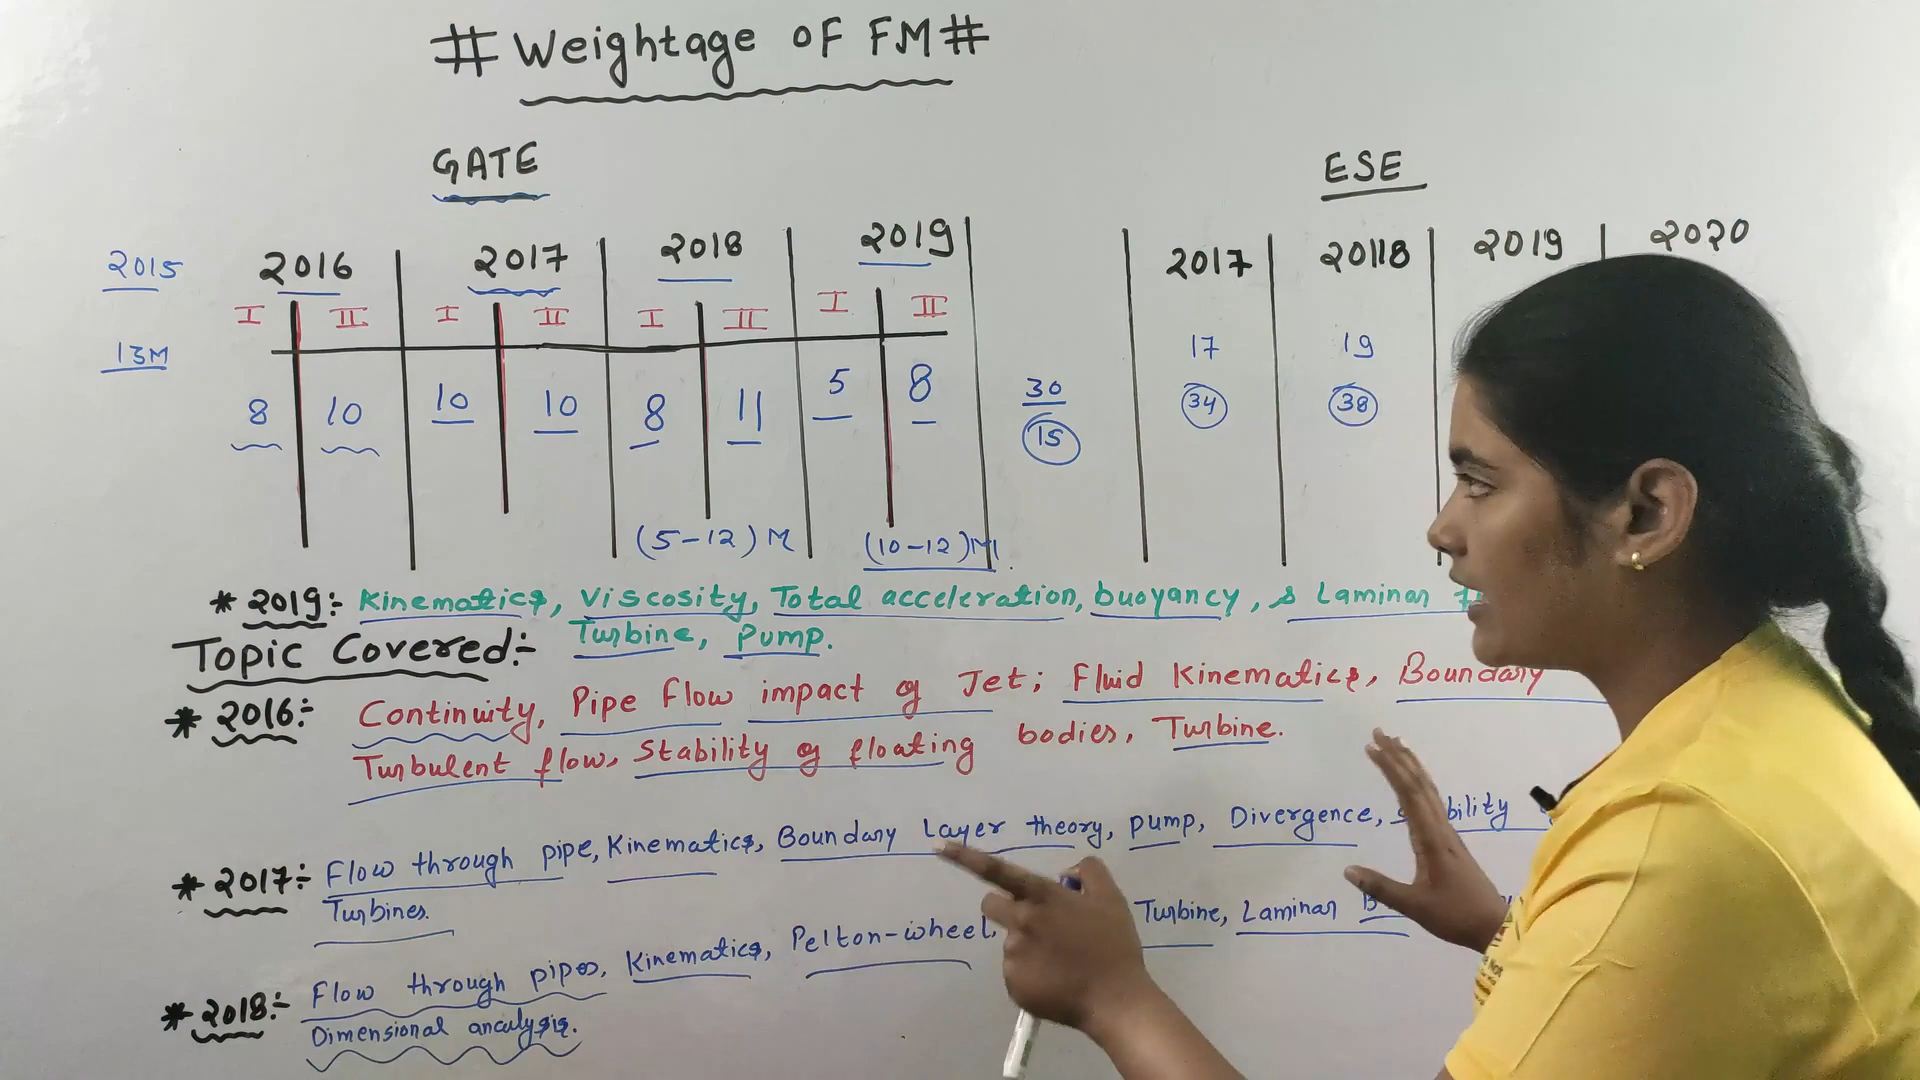 # Weightage OF FM #
GATE
ESE
2015 2016 2017 2018 2019
2017 20118 2019 2020
I II I II I II I II
13M
8 10 10 10 8 11 5 8
30
15
17 19
34 38
(5-12) M (10-12) M
* 2019:- Kinematics, Viscosity, Total acceleration, buoyancy, & Laminar
Turbine, Pump.
Topic Covered:-
* 2016:- Continuity, Pipe Flow impact of Jet; Fluid Kinematics, Boundary
Turbulent flow, Stability of floating bodies, Turbine.
* 2017:- Flow through pipe, Kinematics, Boundary Layer theory, pump, Divergence,
Turbines.
* 2018:- Flow through pipes, Kinematics, Pelton-wheel, Turbine, Laminar
Dimensional analysis.